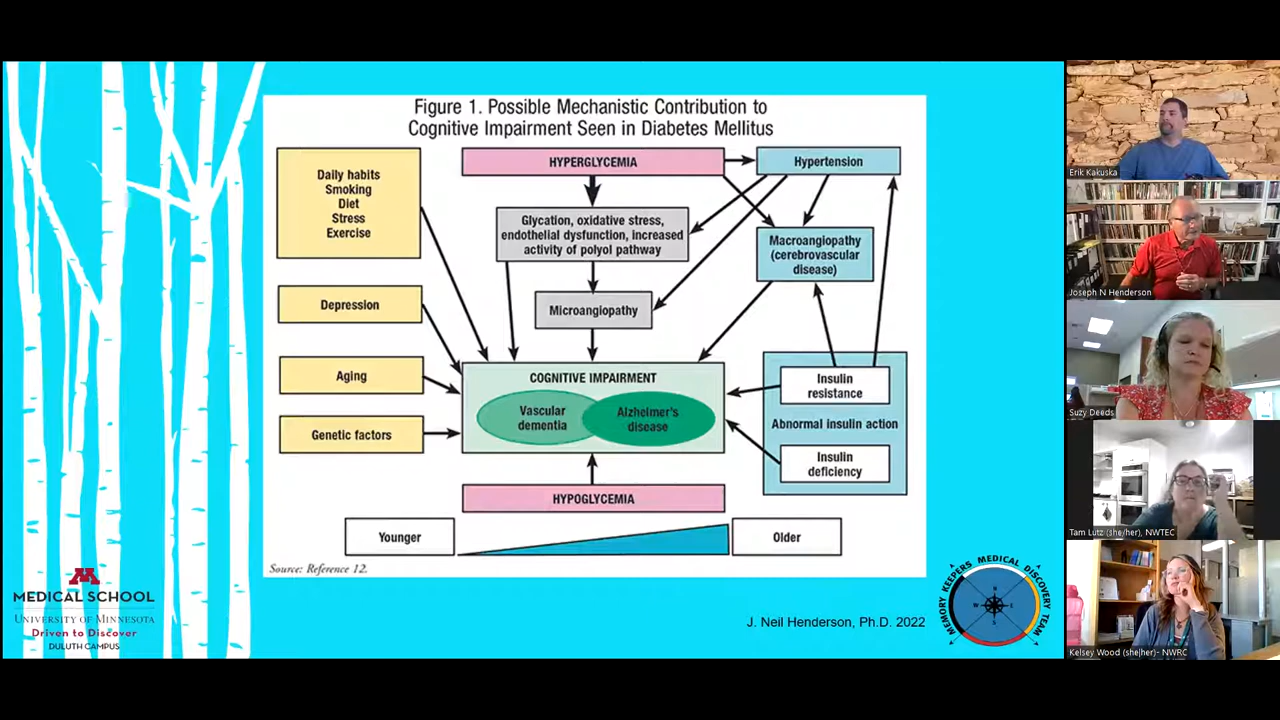 Figure 1. Possible Mechanistic Contribution to
Cognitive Impairment Seen in Diabetes Mellitus
Daily habits
Smoking
Diet
Stress
Exercise
HYPERGLYCEMIA
Hypertension
Glycation, oxidative stress,
endothelial dysfunction, increased
activity of polyol pathway
Macroangiopathy
(cerebrovascular
disease)
Depression
Microangiopathy
Aging
COGNITIVE IMPAIRMENT
Vascular
dementia
Alzheimer's
disease
Insulin
resistance
Abnormal insulin action
Insulin
deficiency
Genetic factors
HYPOGLYCEMIA
Younger
Older
Source: Reference 12.
M
MEDICAL SCHOOL
UNIVERSITY OF MINNESOTA
Driven to Discover
DULUTH CAMPUS
J. Neil Henderson, Ph.D. 2022
MEMORY KEEPERS MEDICAL DISCOVERY TEAM
N
W
E
S
Erik Kakuska
Joseph N Henderson
Suzy Deeds
Tam Lutz (she/her), NWTEC
Kelsey Wood (she|her)- NWRC